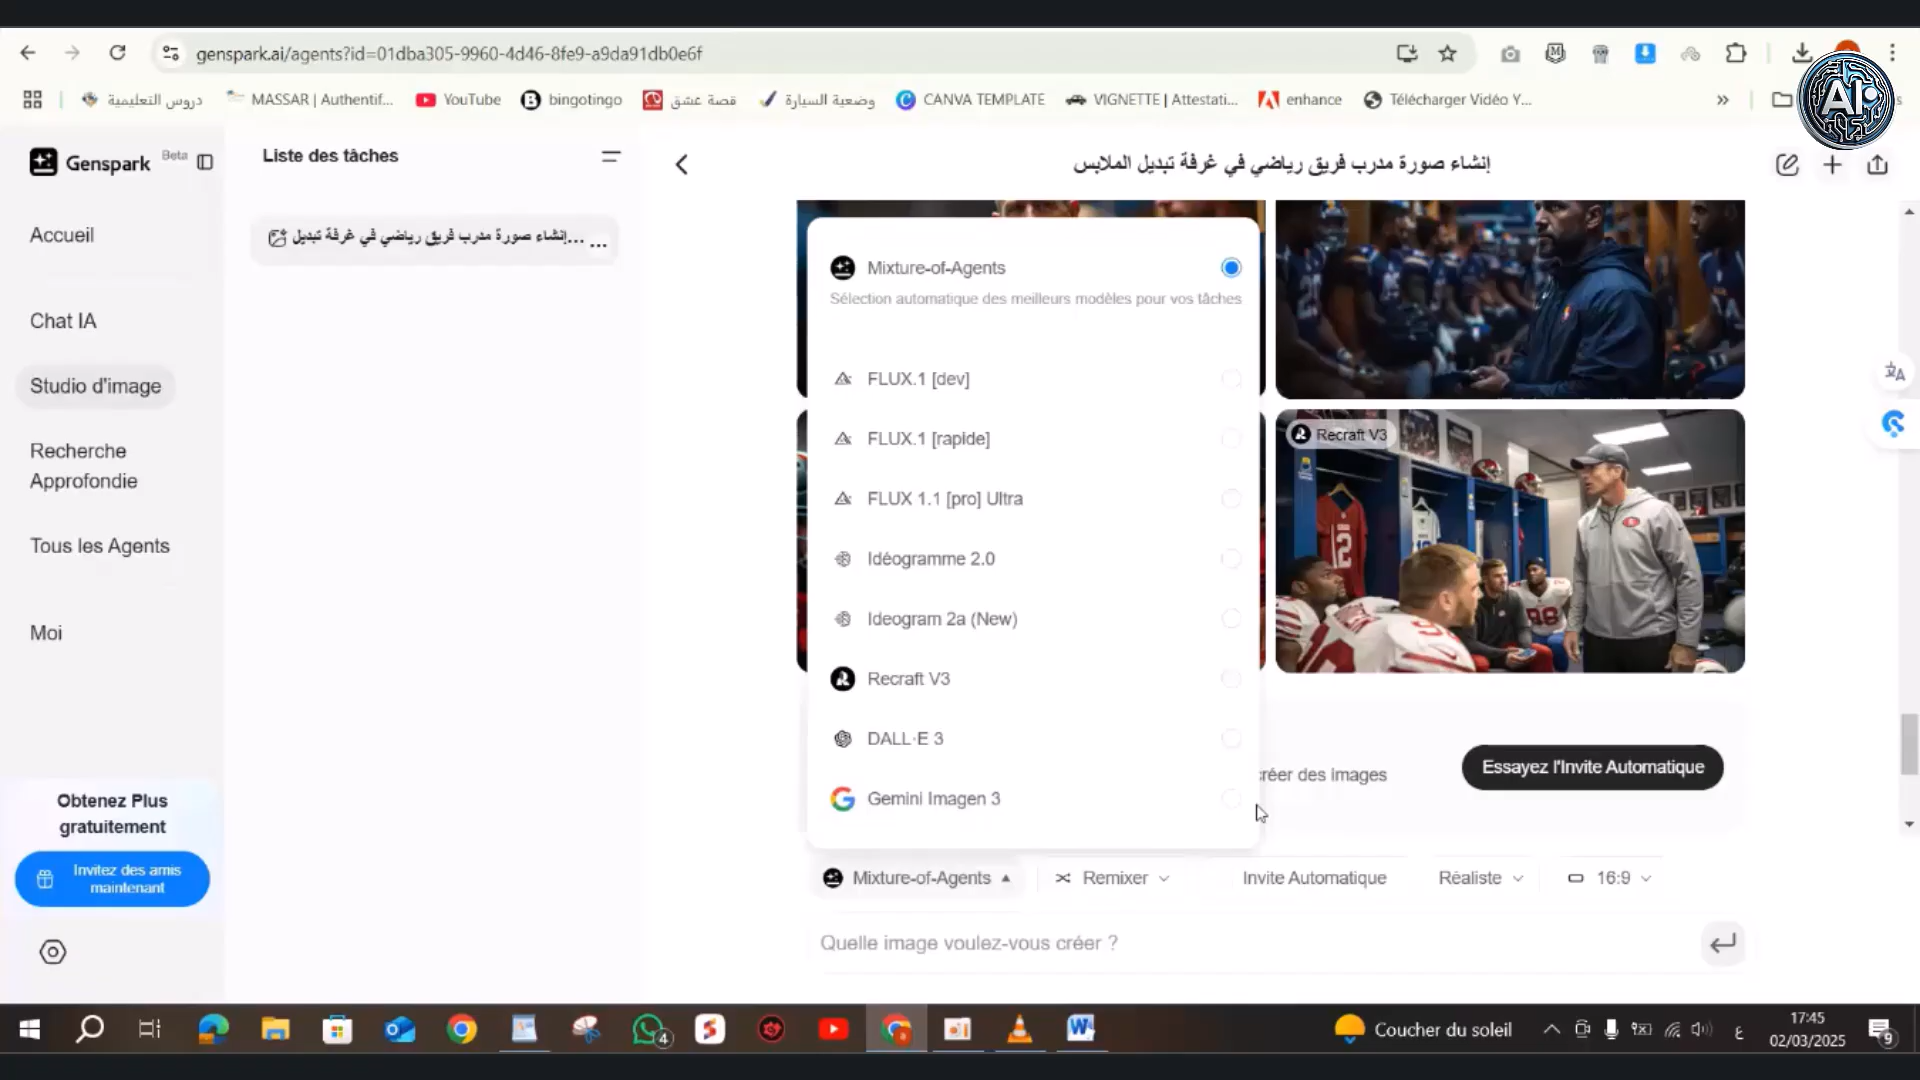 genspark.ai/agents?id=01dba305-9960-4d46-8fe9-a9da91db0e6f
دروس التعليمية
MASSAR | Authentif...
YouTube
bingotingo
قصة عشق
وضعية السيارة
CANVA TEMPLATE
VIGNETTE | Attestati...
enhance
Télécharger Vidéo Y...
AI
Genspark Beta
Accueil
Chat IA
Studio d'image
Recherche
Approfondie
Tous les Agents
Moi
Obtenez Plus
gratuitement
Invitez des amis
maintenant
Liste des tâches
إنشاء صورة مدرب فريق رياضي في غرفة تبديل...
...
إنشاء صورة مدرب فريق رياضي في غرفة تبديل الملابس
Mixture-of-Agents
Sélection automatique des meilleurs modèles pour vos tâches
FLUX.1 [dev]
FLUX.1 [rapide]
FLUX 1.1 [pro] Ultra
Idéogramme 2.0
Ideogram 2a (New)
Recraft V3
DALL·E 3
Gemini Imagen 3
Recraft V3
créer des images
Essayez l'Invite Automatique
Mixture-of-Agents
Remixer
Invite Automatique
Réaliste
16:9
Quelle image voulez-vous créer ?
4
Coucher du soleil
ع
17:45
02/03/2025
9